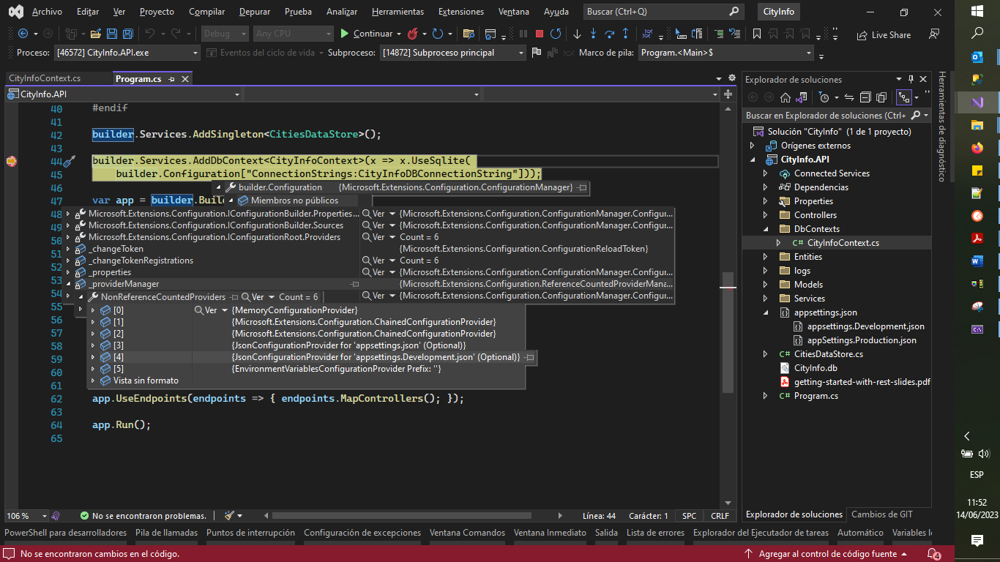 Archivo Editar Ver Proyecto Compilar Depurar Prueba Analizar Herramientas Extensiones Ventana Ayuda Buscar (Ctrl+Q) CityInfo
Debug Any CPU Continuar Live Share
Proceso: [46572] CityInfo.API.exe Eventos del ciclo de vida Subproceso: [14872] Subproceso principal Marco de pila: Program.<Main>$
CityInfoContext.cs Program.cs
CityInfo.API
40 #endif
41
42 builder.Services.AddSingleton<CitiesDataStore>();
43
44 builder.Services.AddDbContext<CityInfoContext>(x => x.UseSqlite(
45 builder.Configuration["ConnectionStrings:CityInfoDBConnectionString"]));
46 builder.Configuration {Microsoft.Extensions.Configuration.ConfigurationManager}
47 var app = builder.Buil Miembros no públicos
48 Microsoft.Extensions.Configuration.IConfigurationBuilder.Properties... Ver {Microsoft.Extensions.Configuration.ConfigurationManager.Configur...
49 Microsoft.Extensions.Configuration.IConfigurationBuilder.Sources Ver {Microsoft.Extensions.Configuration.ConfigurationManager.Configur...
50 Microsoft.Extensions.Configuration.IConfigurationRoot.Providers Ver Count = 6
51 _changeToken {Microsoft.Extensions.Configuration.ConfigurationReloadToken}
_changeTokenRegistrations Ver Count = 6
52 _properties Ver {Microsoft.Extensions.Configuration.ConfigurationManager.Configur...
53 _providerManager {Microsoft.Extensions.Configuration.ReferenceCountedProviderMana...
54 NonReferenceCountedProviders Ver Count = 6 Ver {Microsoft.Extensions.Configuration.ConfigurationManager.Configur...
55 [0] Ver {MemoryConfigurationProvider}
56 [1] {Microsoft.Extensions.Configuration.ChainedConfigurationProvider}
57 [2] {Microsoft.Extensions.Configuration.ChainedConfigurationProvider}
58 [3] {JsonConfigurationProvider for 'appsettings.json' (Optional)}
59 [4] {JsonConfigurationProvider for 'appsettings.Development.json' (Optional)}
60 [5] {EnvironmentVariablesConfigurationProvider Prefix: ''}
61 Vista sin formato
62 app.UseEndpoints(endpoints => { endpoints.MapControllers(); });
63
64 app.Run();
65
106 % No se encontraron problemas. Línea: 44 Carácter: 1 SPC CRLF
Explorador de soluciones
Buscar en Explorador de soluciones (Ctrl+
Solución "CityInfo" (1 de 1 proyecto)
Orígenes externos
CityInfo.API
Connected Services
Dependencies
Properties
Controllers
DbContexts
C# CityInfoContext.cs
Entities
logs
Models
Services
appsettings.json
appsettings.Development.json
appSettings.Production.json
C# CitiesDataStore.cs
CityInfo.db
getting-started-with-rest-slides.pdf
C# Program.cs
Explorador de soluciones Cambios de GIT
Herramientas de diagnóstico
PowerShell para desarrolladores Pila de llamadas Puntos de interrupción Configuración de excepciones Ventana Comandos Ventana Inmediato Salida Lista de errores Explorador del Ejecutador de tareas Automático Variables l
No se encontraron cambios en el código. Agregar al control de código fuente 4
ESP
11:52
14/06/2023